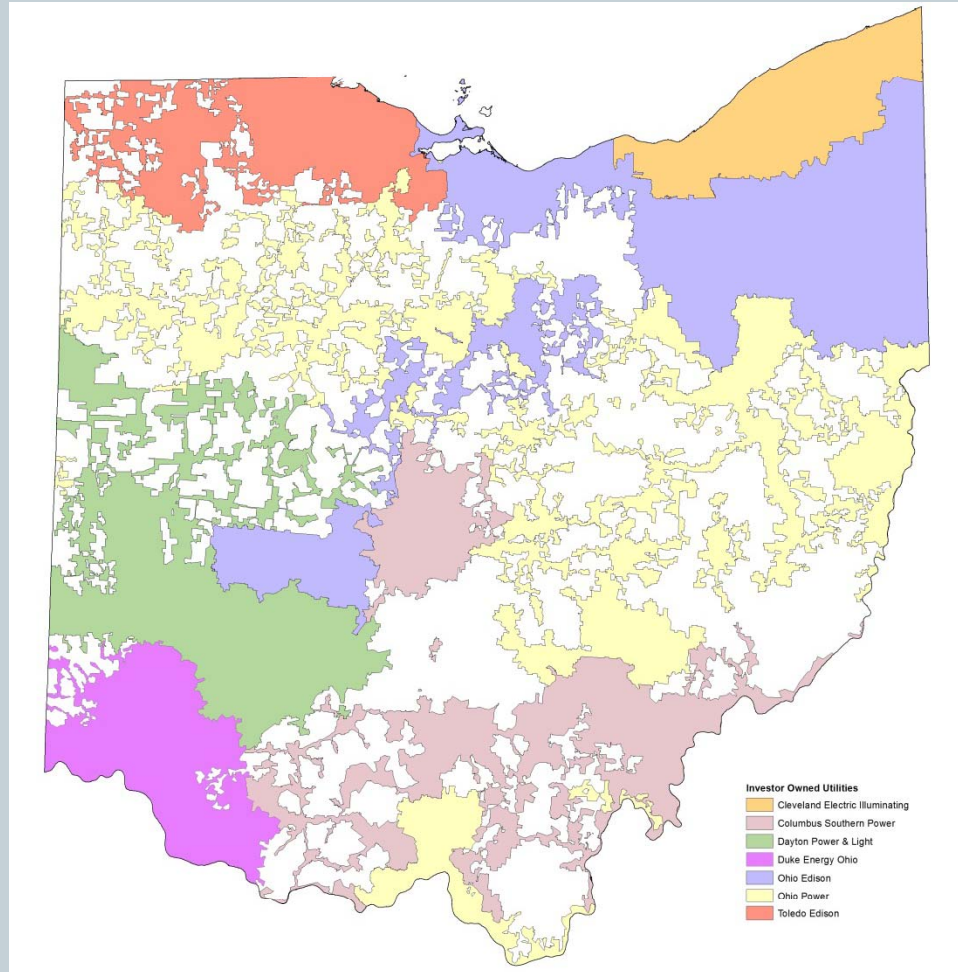 Investor Owned Utilities
Cleveland Electric Illuminating
Columbus Southern Power
Dayton Power & Light
Duke Energy Ohio
Ohio Edison
Ohio Power
Toledo Edison